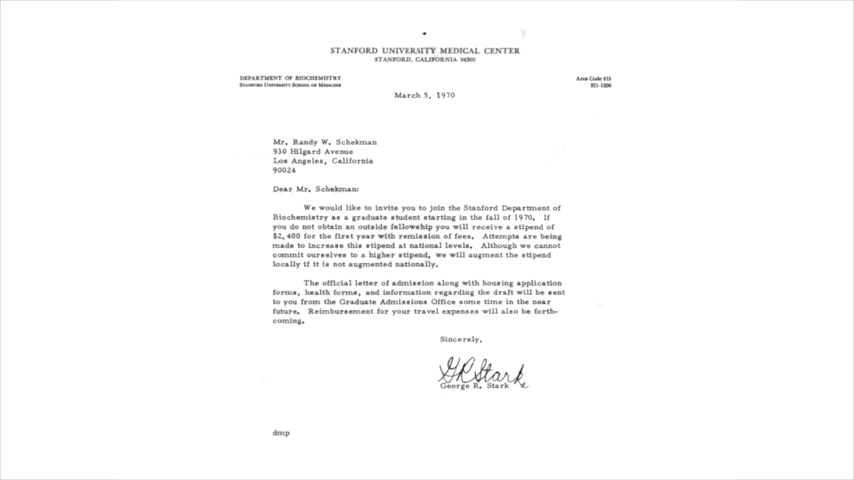 STANFORD UNIVERSITY MEDICAL CENTER
STANFORD, CALIFORNIA 94305
DEPARTMENT OF BIOCHEMISTRY
STANFORD UNIVERSITY SCHOOL OF MEDICINE
Area Code 415
321-1200
March 5, 1970
Mr. Randy W. Schekman
930 Hilgard Avenue
Los Angeles, California
90024
Dear Mr. Schekman:
We would like to invite you to join the Stanford Department of
Biochemistry as a graduate student starting in the fall of 1970. If
you do not obtain an outside fellowship you will receive a stipend of
$2,400 for the first year with remission of fees. Attempts are being
made to increase this stipend at national levels. Although we cannot
commit ourselves to a higher stipend, we will augment the stipend
locally if it is not augmented nationally.
The official letter of admission along with housing application
forms, health forms, and information regarding the draft will be sent
to you from the Graduate Admissions Office some time in the near
future. Reimbursement for your travel expenses will also be forth-
coming.
Sincerely,
GR Stark
George R. Stark
dmp